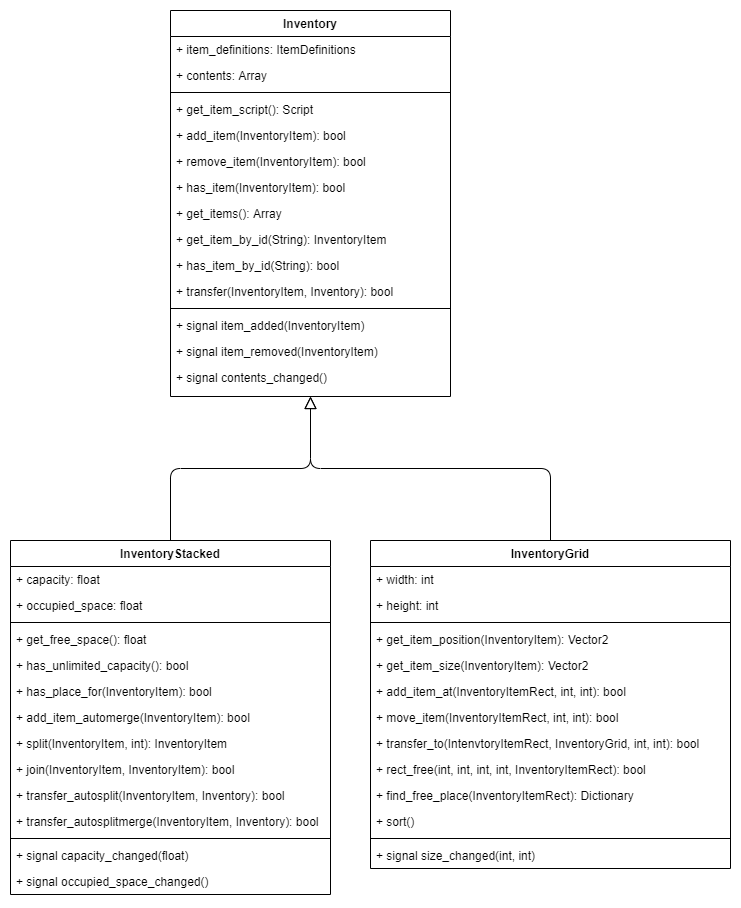 Inventory
+ item_definitions: ItemDefinitions
+ contents: Array
+ get_item_script(): Script
+ add_item(InventoryItem): bool
+ remove_item(InventoryItem): bool
+ has_item(InventoryItem): bool
+ get_items(): Array
+ get_item_by_id(String): InventoryItem
+ has_item_by_id(String): bool
+ transfer(InventoryItem, Inventory): bool
+ signal item_added(InventoryItem)
+ signal item_removed(InventoryItem)
+ signal contents_changed()
InventoryStacked
+ capacity: float
+ occupied_space: float
+ get_free_space(): float
+ has_unlimited_capacity(): bool
+ has_place_for(InventoryItem): bool
+ add_item_automerge(InventoryItem): bool
+ split(InventoryItem, int): InventoryItem
+ join(InventoryItem, InventoryItem): bool
+ transfer_autosplit(InventoryItem, Inventory): bool
+ transfer_autosplitmerge(InventoryItem, Inventory): bool
+ signal capacity_changed(float)
+ signal occupied_space_changed()
InventoryGrid
+ width: int
+ height: int
+ get_item_position(InventoryItem): Vector2
+ get_item_size(InventoryItem): Vector2
+ add_item_at(InventoryItemRect, int, int): bool
+ move_item(InventoryItemRect, int, int): bool
+ transfer_to(IntenvtoryItemRect, InventoryGrid, int, int): bool
+ rect_free(int, int, int, int, InventoryItemRect): bool
+ find_free_place(InventoryItemRect): Dictionary
+ sort()
+ signal size_changed(int, int)